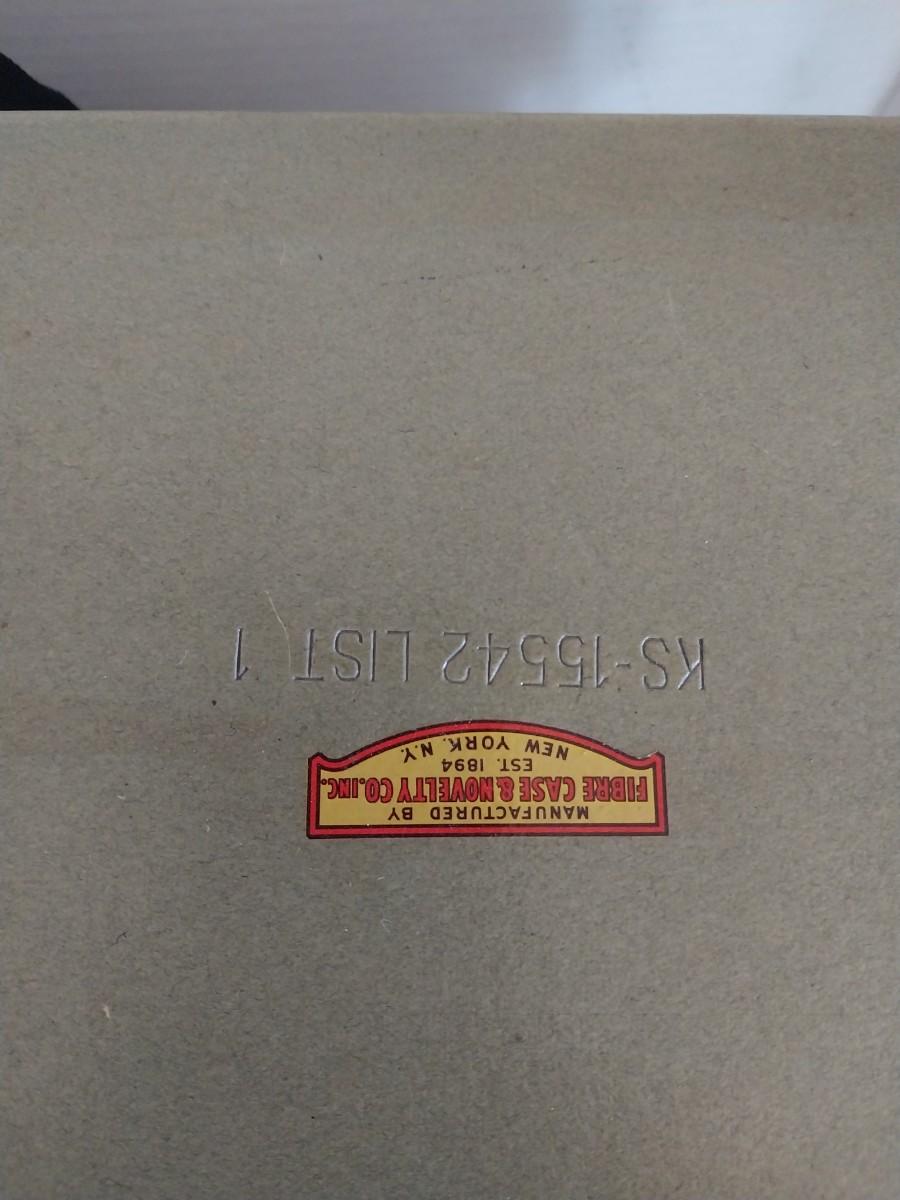 MANUFACTURED BY
FIBRE CASE & NOVELTY CO. INC.
EST. 1894
NEW YORK, N.Y.
KS-15542 LIST 1